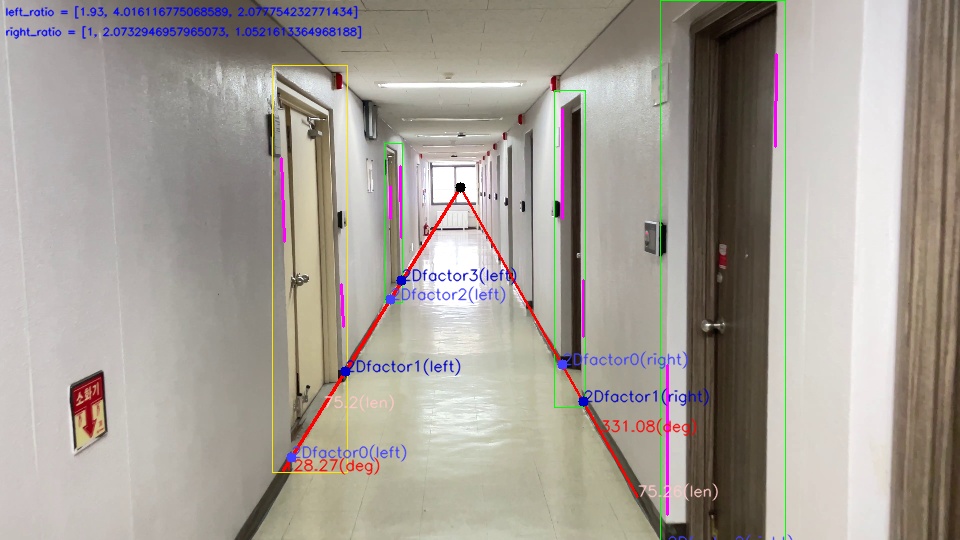 left_ratio = [1.93, 4.016116775068589, 2.077754232771434]
right_ratio = [1, 2.0732946957965073, 1.0521613364968188]
2Dfactor3(left)
2Dfactor2(left)
2Dfactor0(right)
2Dfactor1(left)
2Dfactor1(right)
75.2(len)
소화기
331.08(deg)
2Dfactor0(left)
28.27(deg)
75.26(len)